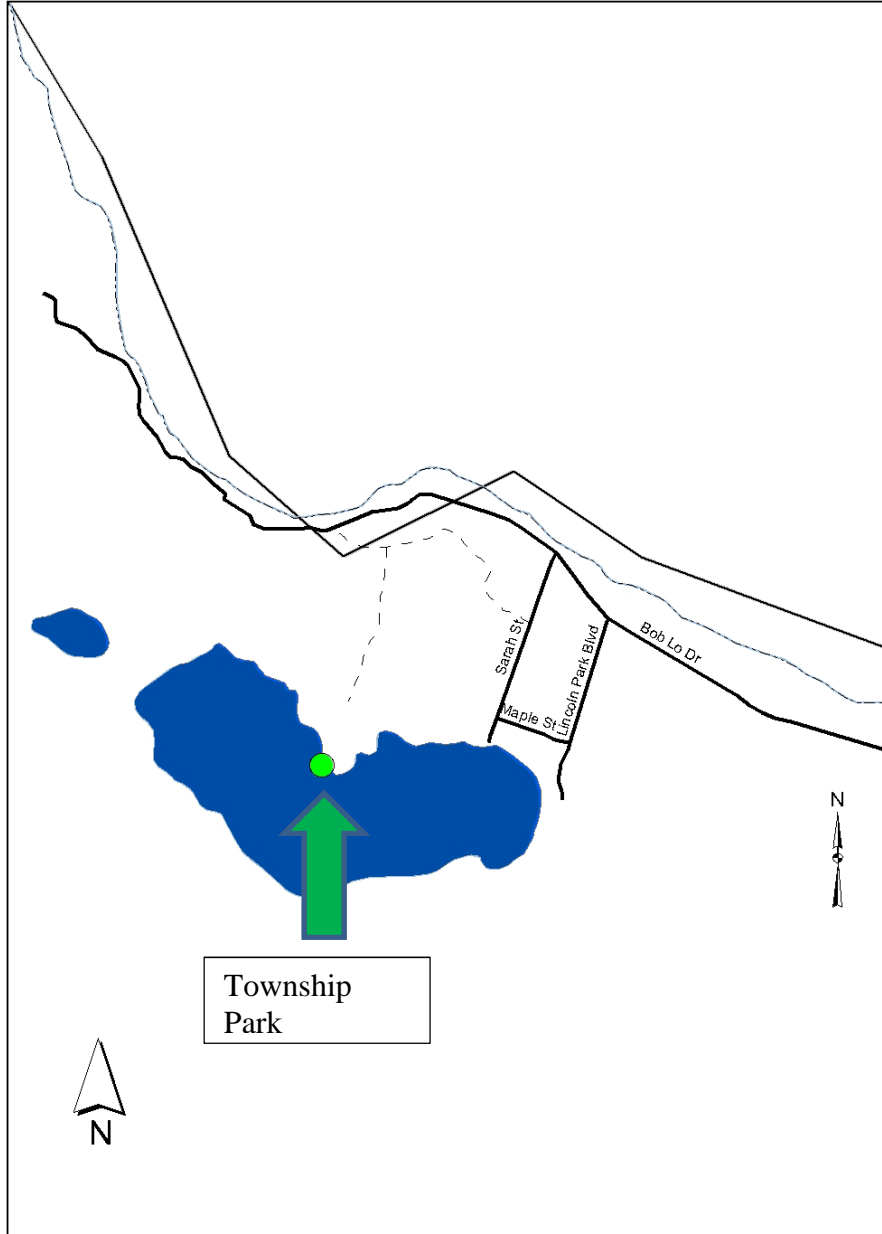 Sarah St
Lincoln Park Blvd
Bob Lo Dr
Maple St
N
Township
Park
N